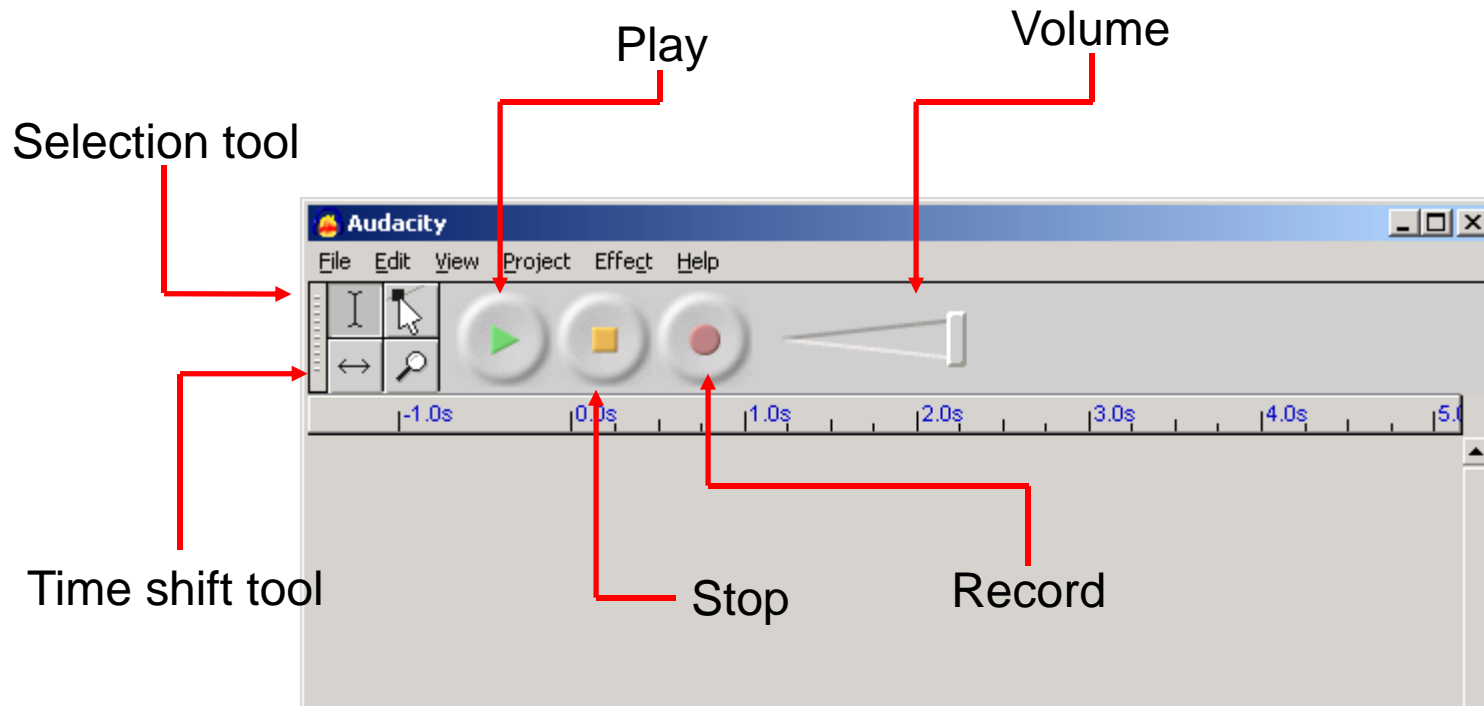 Volume
Play
Selection tool
Audacity
File Edit View Project Effect Help
-1.0s 0.0s 1.0s 2.0s 3.0s 4.0s
Time shift tool
Stop
Record